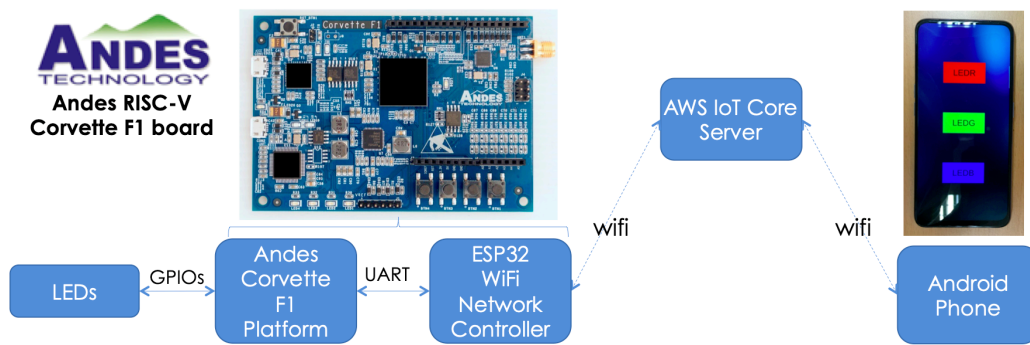 ANDES
TECHNOLOGY
Andes RISC-V
Corvette F1 board
Corvette F1
ANDES
TECHNOLOGY
LEDR
LEDG
LEDB
AWS IoT Core
Server
wifi
wifi
LEDs
GPIOs
Andes
Corvette
F1
Platform
UART
ESP32
WiFi
Network
Controller
Android
Phone